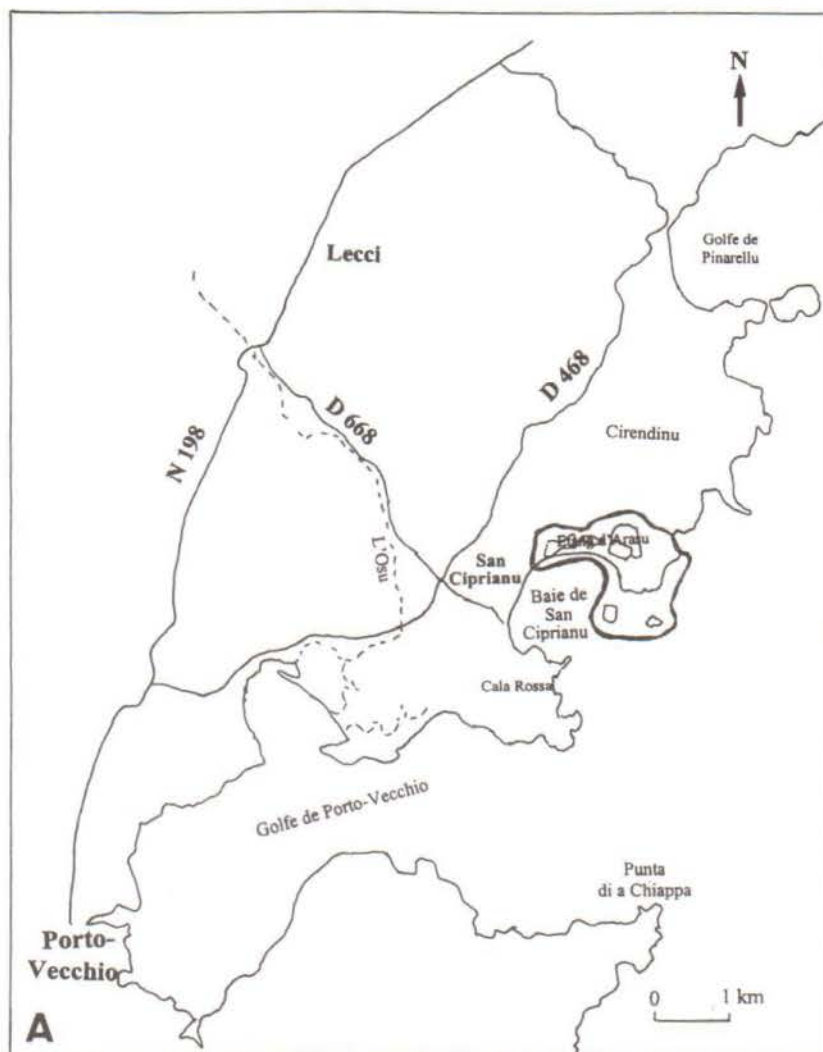 N
Golfe de
Pinarellu
Lecci
D 468
D 668
N 198
Cirendinu
L'Osu
d'Arasu
San
Ciprianu
Baie de
San
Ciprianu
Cala Rossa
Golfe de Porto-Vecchio
Punta
di a Chiappa
Porto-
Vecchio
0 1 km
A